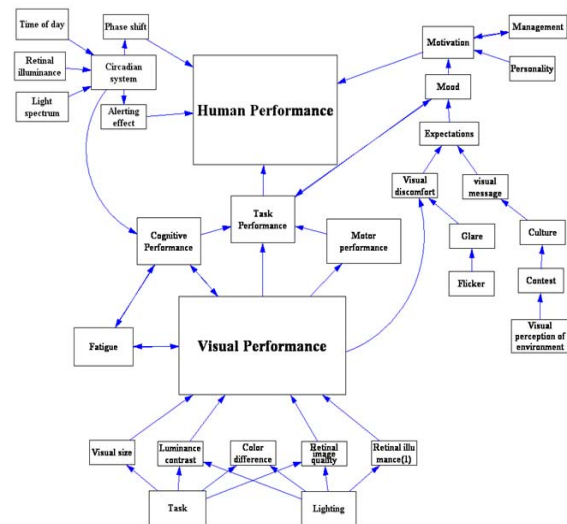 Time of day
Phase shift
Management
Motivation
Retinal
illuminance
Circadian
system
Personality
Mood
Light
spectrum
Alerting
effect
Human Performance
Expectations
Visual
discomfort
visual
message
Task
Performance
Cognitive
Performance
Motor
performance
Glare
Culture
Flicker
Contest
Visual
perception of
environment
Fatigue
Visual Performance
Visual size
Luminance
contrast
Color
difference
Retinal
image
quality
Retinal illu
mance(1)
Task
Lighting